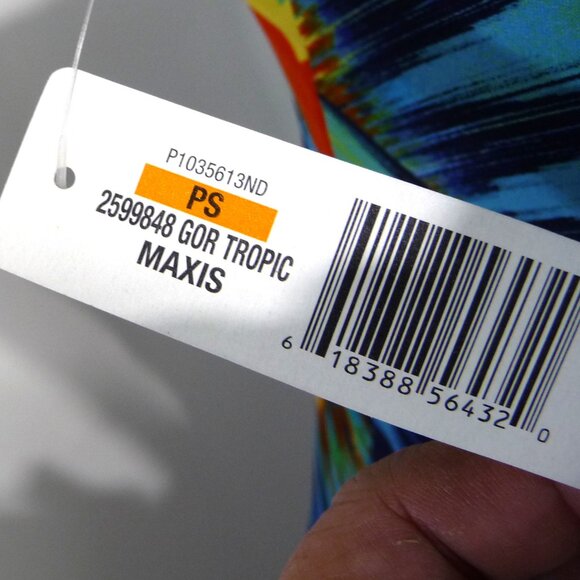 P1035613ND
PS
2599848 GOR TROPIC
MAXIS
6 18388 56432 0